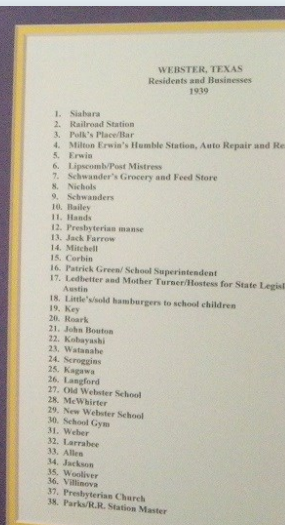 WEBSTER, TEXAS
Residents and Businesses
1939
1. Siabara
2. Railroad Station
3. Polk's Place/Bar
4. Milton Erwin's Humble Station, Auto Repair and Re
5. Erwin
6. Lipscomb/Post Mistress
7. Schwander's Grocery and Feed Store
8. Nichols
9. Schwanders
10. Bailey
11. Hands
12. Presbyterian manse
13. Jack Farrow
14. Mitchell
15. Corbin
16. Patrick Green/ School Superintendent
17. Ledbetter and Mother Turner/Hostess for State Legisl
Austin
18. Little's/sold hamburgers to school children
19. Key
20. Roark
21. John Bouton
22. Kobayashi
23. Watanabe
24. Scroggins
25. Kagawa
26. Langford
27. Old Webster School
28. McWhirter
29. New Webster School
30. School Gym
31. Weber
32. Larrabee
33. Allen
34. Jackson
35. Wooliver
36. Villinova
37. Presbyterian Church
38. Parks/R.R. Station Master